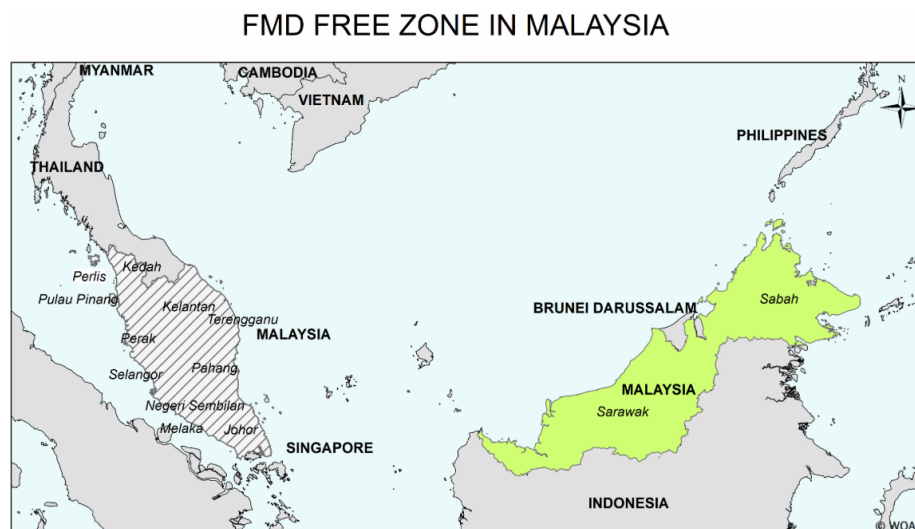 FMD FREE ZONE IN MALAYSIA
MYANMAR
CAMBODIA
VIETNAM
N
PHILIPPINES
THAILAND
Kedah
Perlis
Pulau Pinang
Kelantan
Terengganu
MALAYSIA
Perak
Pahang
Selangor
Negeri Sembilan
Melaka
Johor
SINGAPORE
BRUNEI DARUSSALAM
Sabah
MALAYSIA
Sarawak
INDONESIA
© WOA